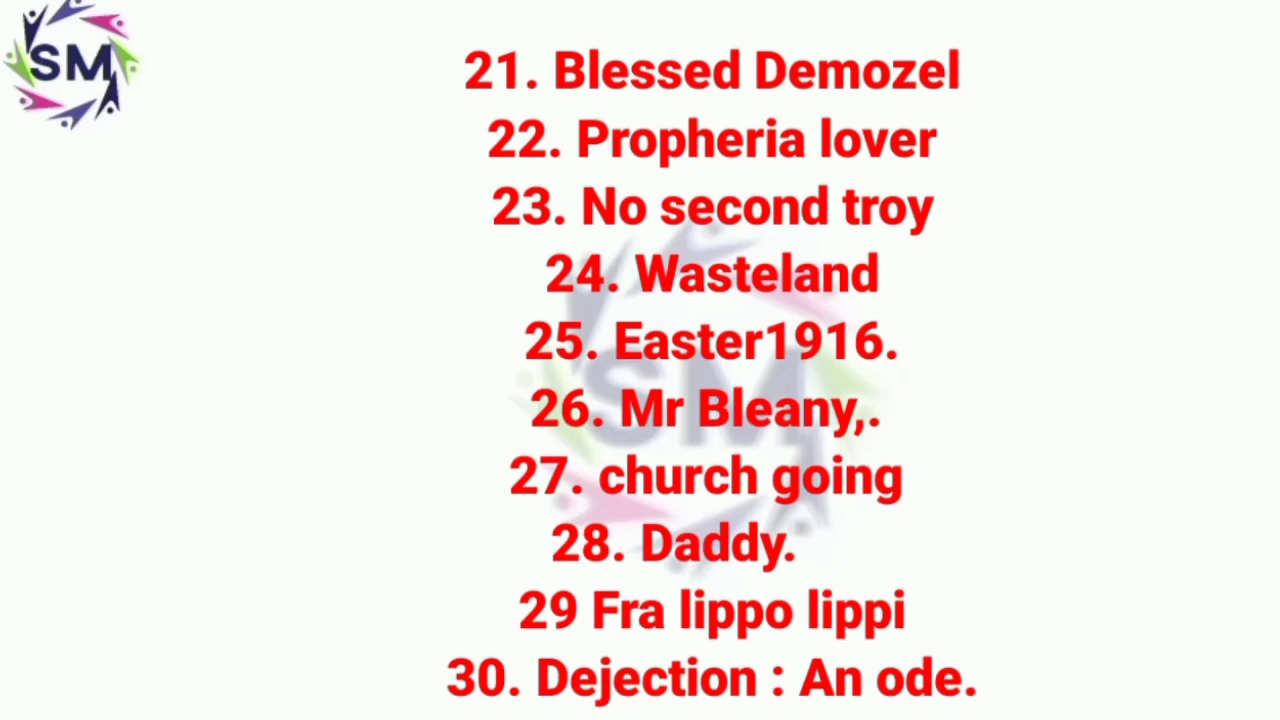 SM
21. Blessed Demozel
22. Propheria lover
23. No second troy
24. Wasteland
25. Easter1916.
26. Mr Bleany,.
27. church going
28. Daddy.
29 Fra lippo lippi
30. Dejection : An ode.
SM